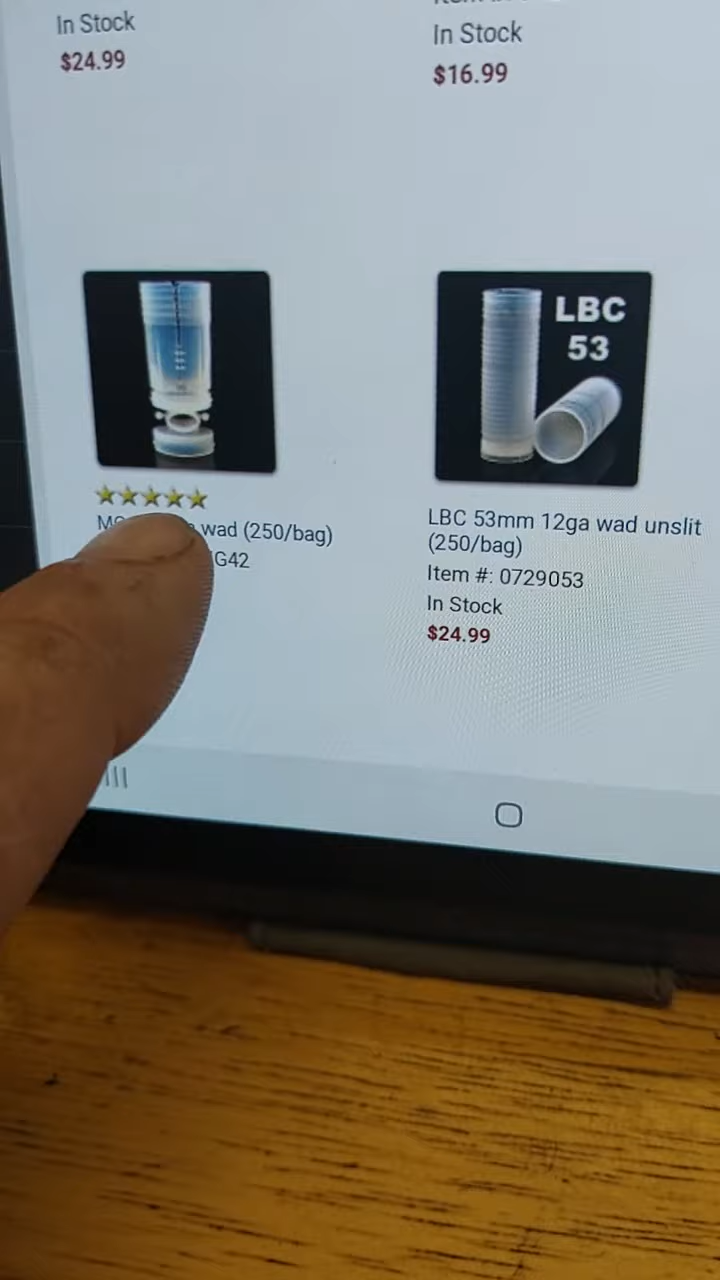 In Stock
$24.99
In Stock
$16.99
LBC
53
wad (250/bag)
G42
LBC 53mm 12ga wad unslit
(250/bag)
Item #: 0729053
In Stock
$24.99